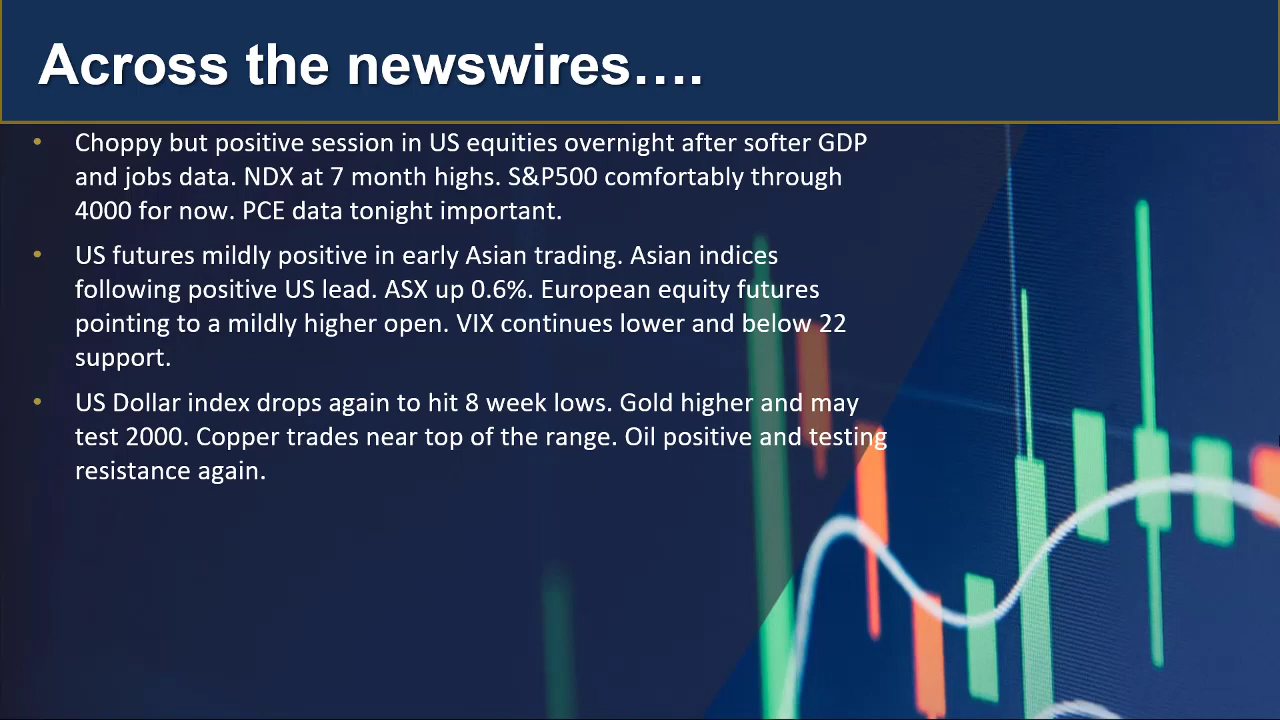 Across the newswires….
• Choppy but positive session in US equities overnight after softer GDP
and jobs data. NDX at 7 month highs. S&P500 comfortably through
4000 for now. PCE data tonight important.
• US futures mildly positive in early Asian trading. Asian indices
following positive US lead. ASX up 0.6%. European equity futures
pointing to a mildly higher open. VIX continues lower and below 22
support.
• US Dollar index drops again to hit 8 week lows. Gold higher and may
test 2000. Copper trades near top of the range. Oil positive and testing
resistance again.